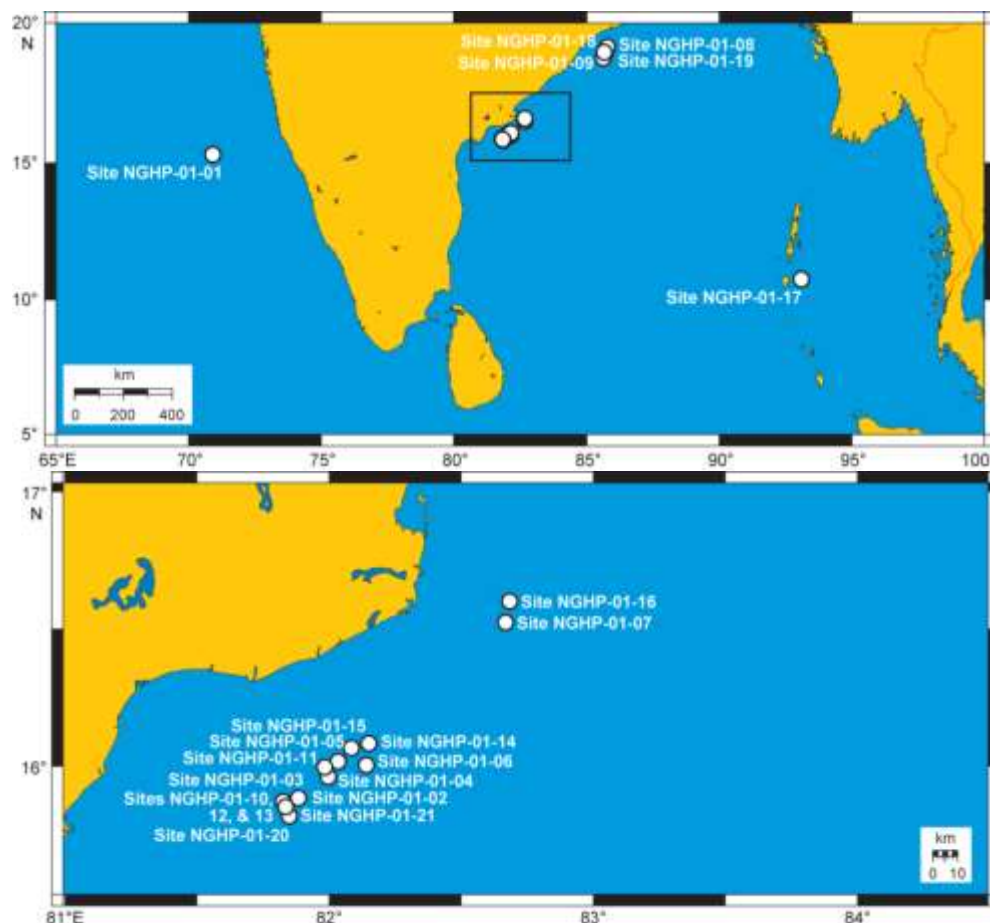 20°
N
Site NGHP-01-18
Site NGHP-01-08
Site NGHP-01-09
Site NGHP-01-19
15°
Site NGHP-01-01
10°
Site NGHP-01-17
km
0 200 400
5°
65°E 70° 75° 80° 85° 90° 95° 100
17°
N
Site NGHP-01-16
Site NGHP-01-07
Site NGHP-01-15
Site NGHP-01-05
Site NGHP-01-14
Site NGHP-01-11
Site NGHP-01-06
16°
Site NGHP-01-03
Site NGHP-01-04
Sites NGHP-01-10,
Site NGHP-01-02
12, & 13
Site NGHP-01-21
Site NGHP-01-20
km
0 10
81°E 82° 83° 84°